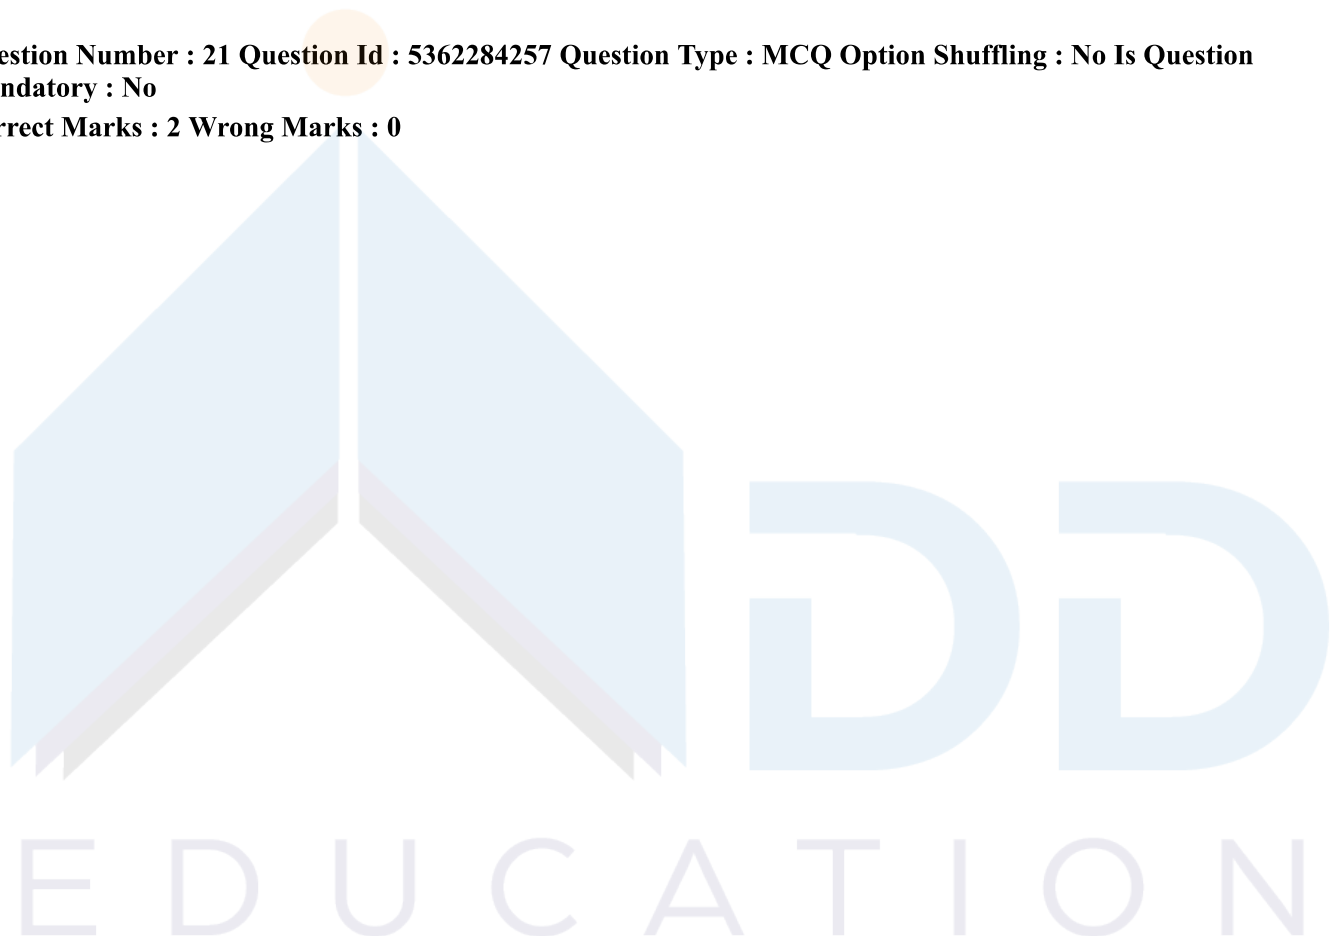 estion Number : 21 Question Id : 5362284257 Question Type : MCQ Option Shuffling : No Is Question
ndatory : No
rrect Marks : 2 Wrong Marks : 0
DD
EDUCATION